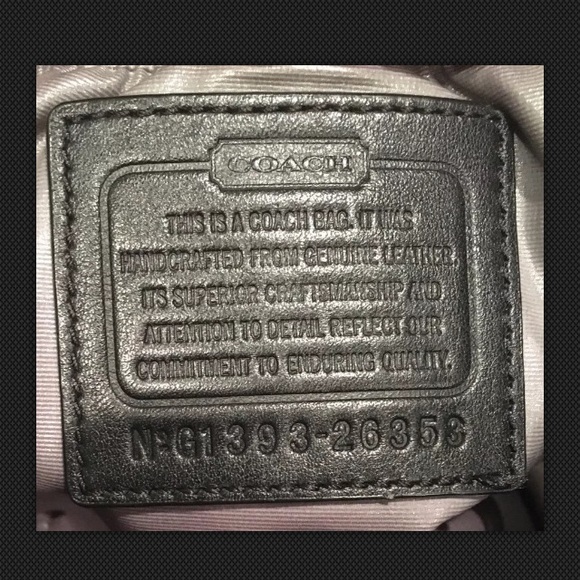 COACH
THIS IS A COACH BAG. IT WAS
HANDCRAFTED FROM GENUINE LEATHER.
ITS SUPERIOR CRAFTSMANSHIP AND
ATTENTION TO DETAIL REFLECT OUR
COMMITMENT TO ENDURING QUALITY.
Nº G1393-26353